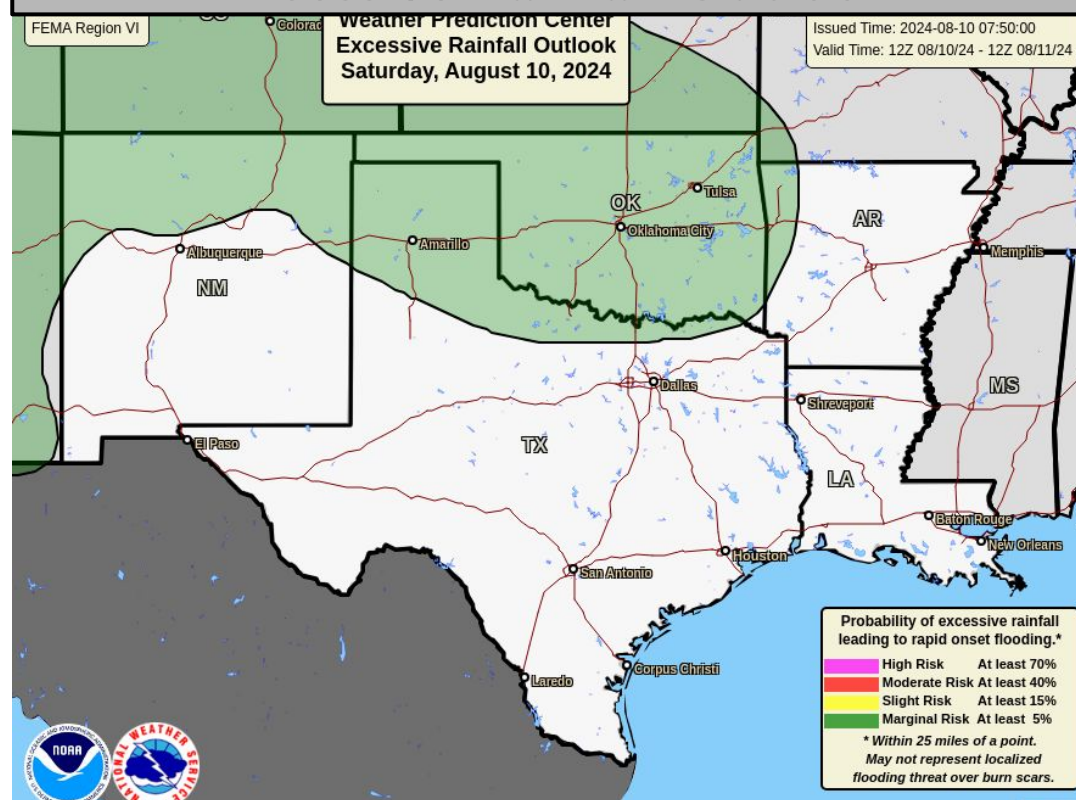 FEMA Region VI
Weather Prediction Center
Excessive Rainfall Outlook
Saturday, August 10, 2024
Issued Time: 2024-08-10 07:50:00
Valid Time: 12Z 08/10/24 - 12Z 08/11/24
Tulsa
OK
Oklahoma City
AR
Amarillo
Albuquerque
Memphis
NM
Dallas
MS
Shreveport
El Paso
TX
LA
Baton Rouge
New Orleans
Houston
San Antonio
Corpus Christi
Laredo
Probability of excessive rainfall
leading to rapid onset flooding.*
High Risk At least 70%
Moderate Risk At least 40%
Slight Risk At least 15%
Marginal Risk At least 5%
* Within 25 miles of a point.
May not represent localized
flooding threat over burn scars.
NOAA
NATIONAL WEATHER SERVICE